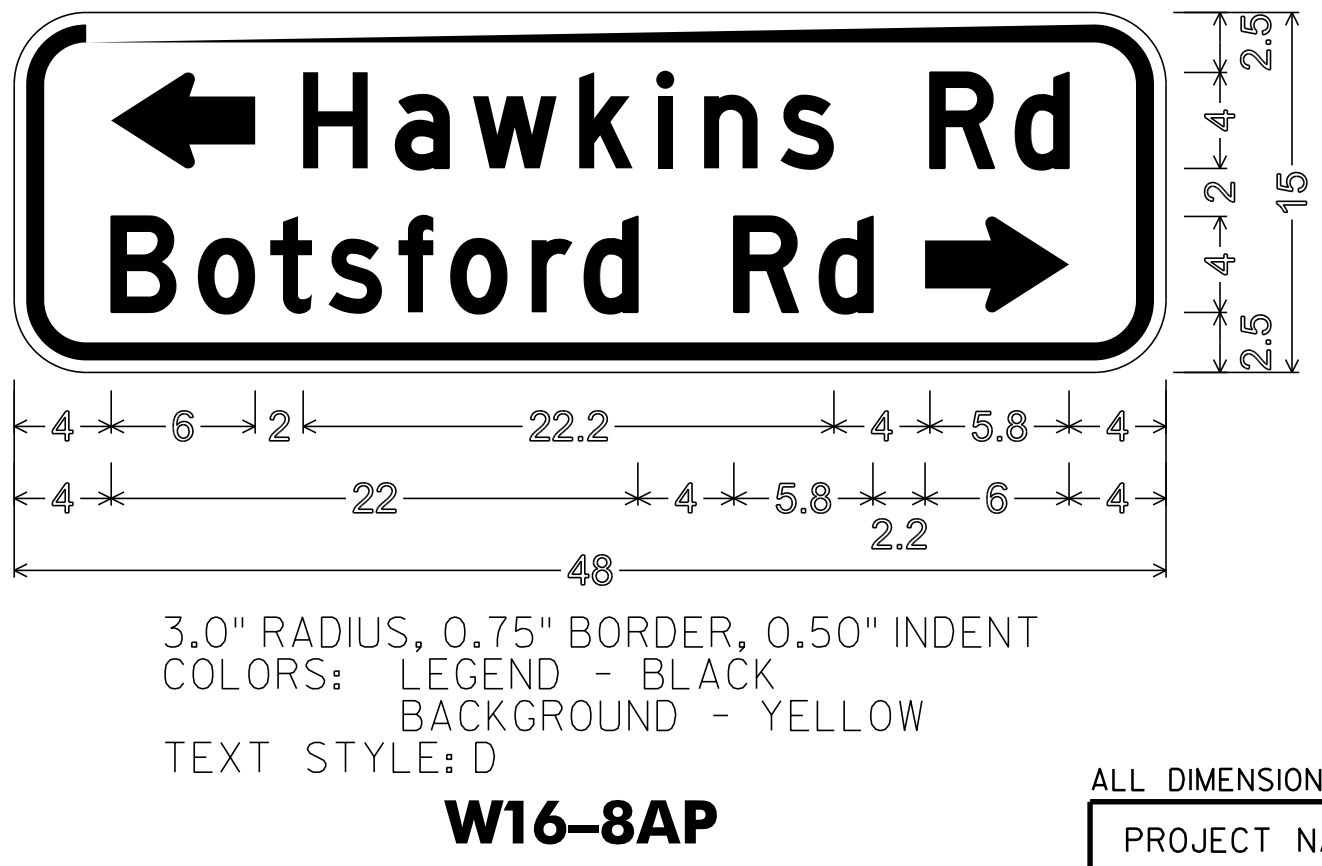 Hawkins Rd
Botsford Rd
2.5
4
2
4
2.5
15
4 6 2 22.2 4 5.8 4
4 22 4 5.8 2.2 6 4
48
3.0" RADIUS, 0.75" BORDER, 0.50" INDENT
COLORS: LEGEND - BLACK
BACKGROUND - YELLOW
TEXT STYLE: D
W16-8AP
ALL DIMENSION
PROJECT